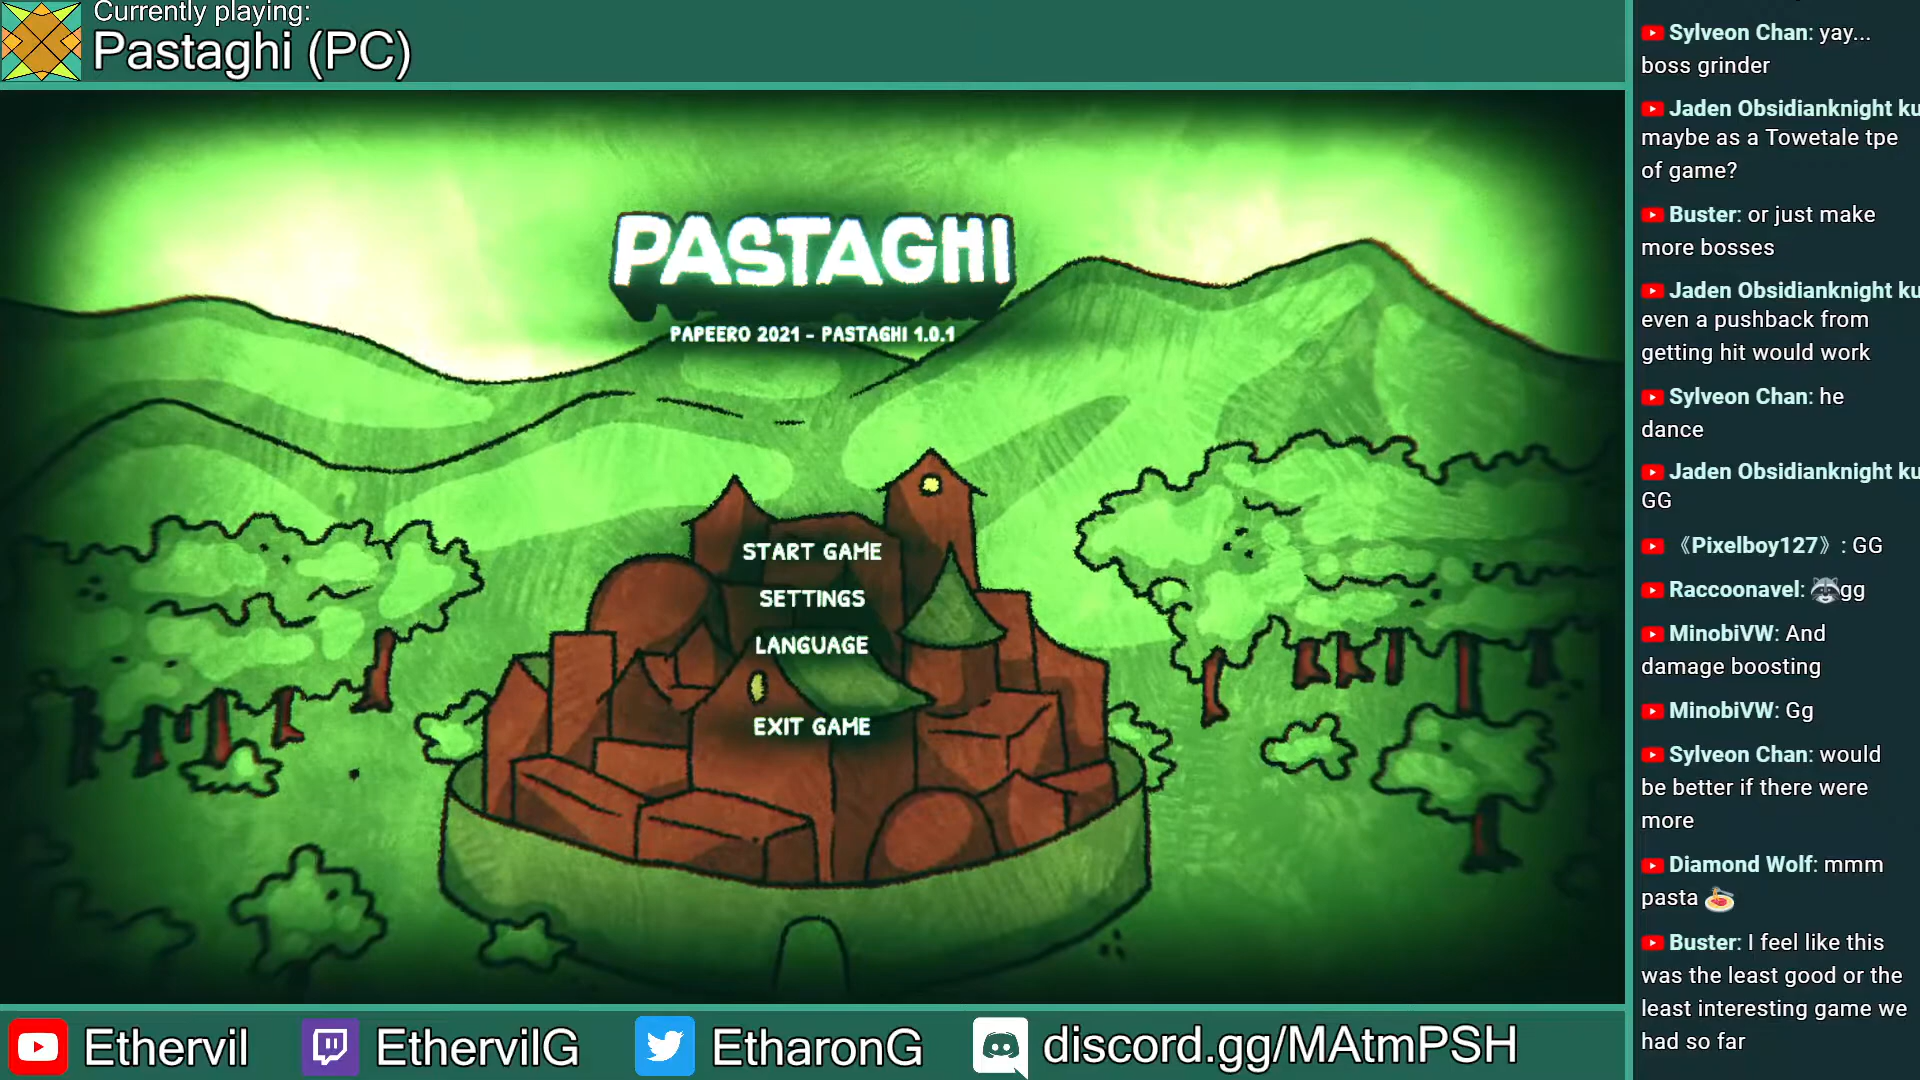 Currently playing:
Pastaghi (PC)
PASTAGHI
PAPEERO 2021 - PASTAGHI 1.0.1
START GAME
SETTINGS
LANGUAGE
EXIT GAME
Sylveon Chan: yay...
boss grinder
Jaden Obsidianknight ku
maybe as a Towetale tpe
of game?
Buster: or just make
more bosses
Jaden Obsidianknight ku
even a pushback from
getting hit would work
Sylveon Chan: he
dance
Jaden Obsidianknight ku
GG
《Pixelboy127》: GG
Raccoonavel: 🦝gg
MinobiVW: And
damage boosting
MinobiVW: Gg
Sylveon Chan: would
be better if there were
more
Diamond Wolf: mmm
pasta 🍝
Buster: I feel like this
was the least good or the
least interesting game we
had so far
Ethervil
EthervilG
EtharonG
discord.gg/MAtmPSH